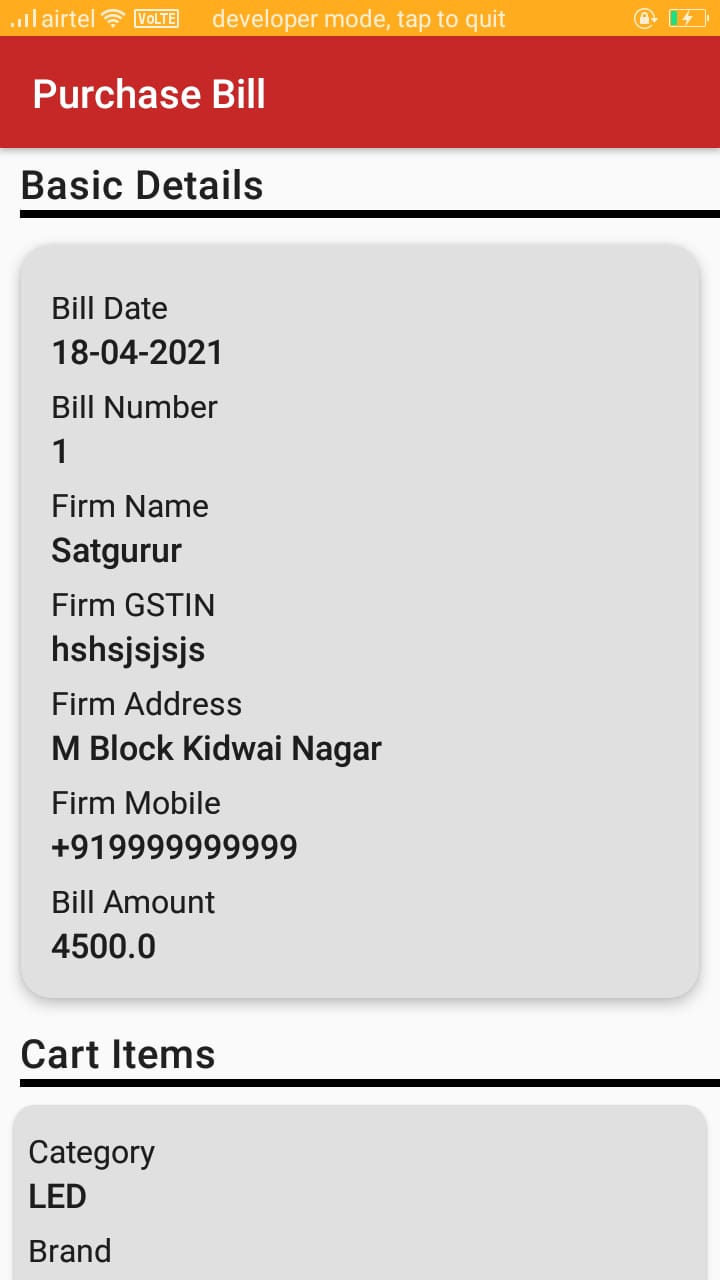 airtel VoLTE developer mode, tap to quit
Purchase Bill
Basic Details
Bill Date
18-04-2021
Bill Number
1
Firm Name
Satgurur
Firm GSTIN
hshsjsjsjs
Firm Address
M Block Kidwai Nagar
Firm Mobile
+919999999999
Bill Amount
4500.0
Cart Items
Category
LED
Brand